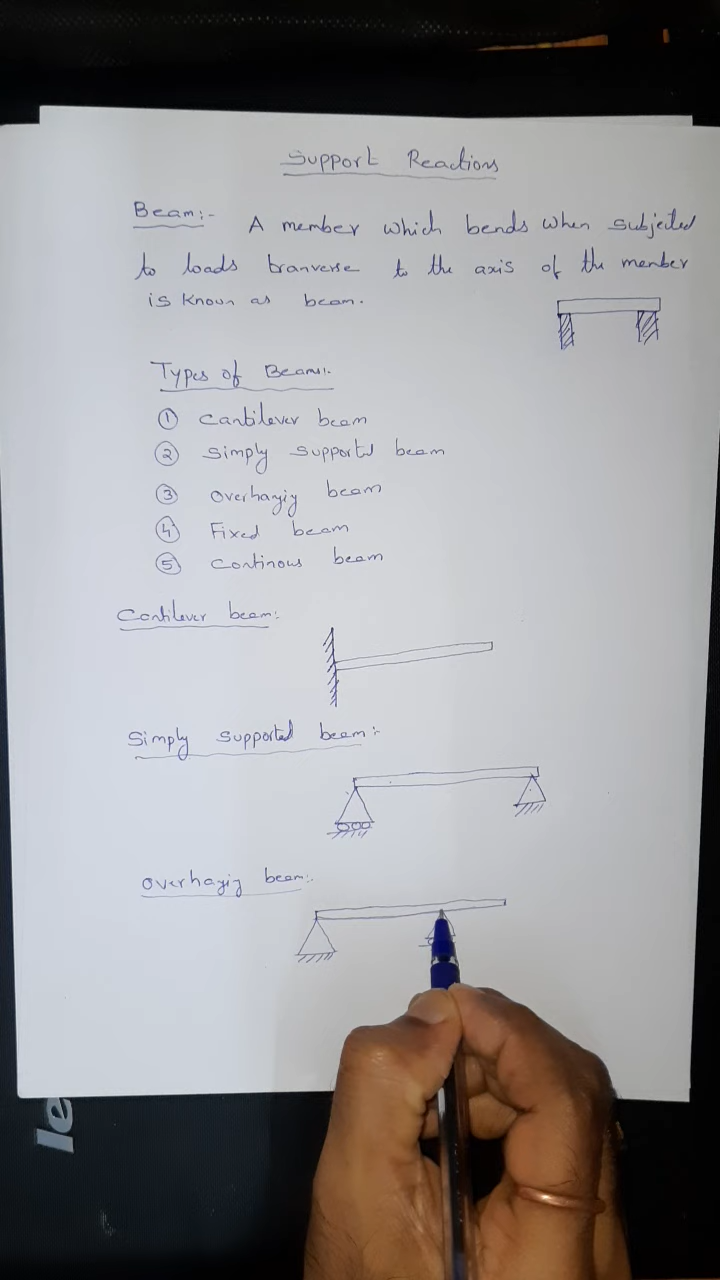 Support Reactions
Beam:- A member which bends when subjected
to loads tranverse to the axis of the member
is known as beam.
Types of Beams:-
① Cantilever beam
② Simply supported beam
③ Overhagig beam
④ Fixed beam
⑤ Continous beam
Cantilever beam:-
Simply supported beam:-
Overhagig beam:-
le